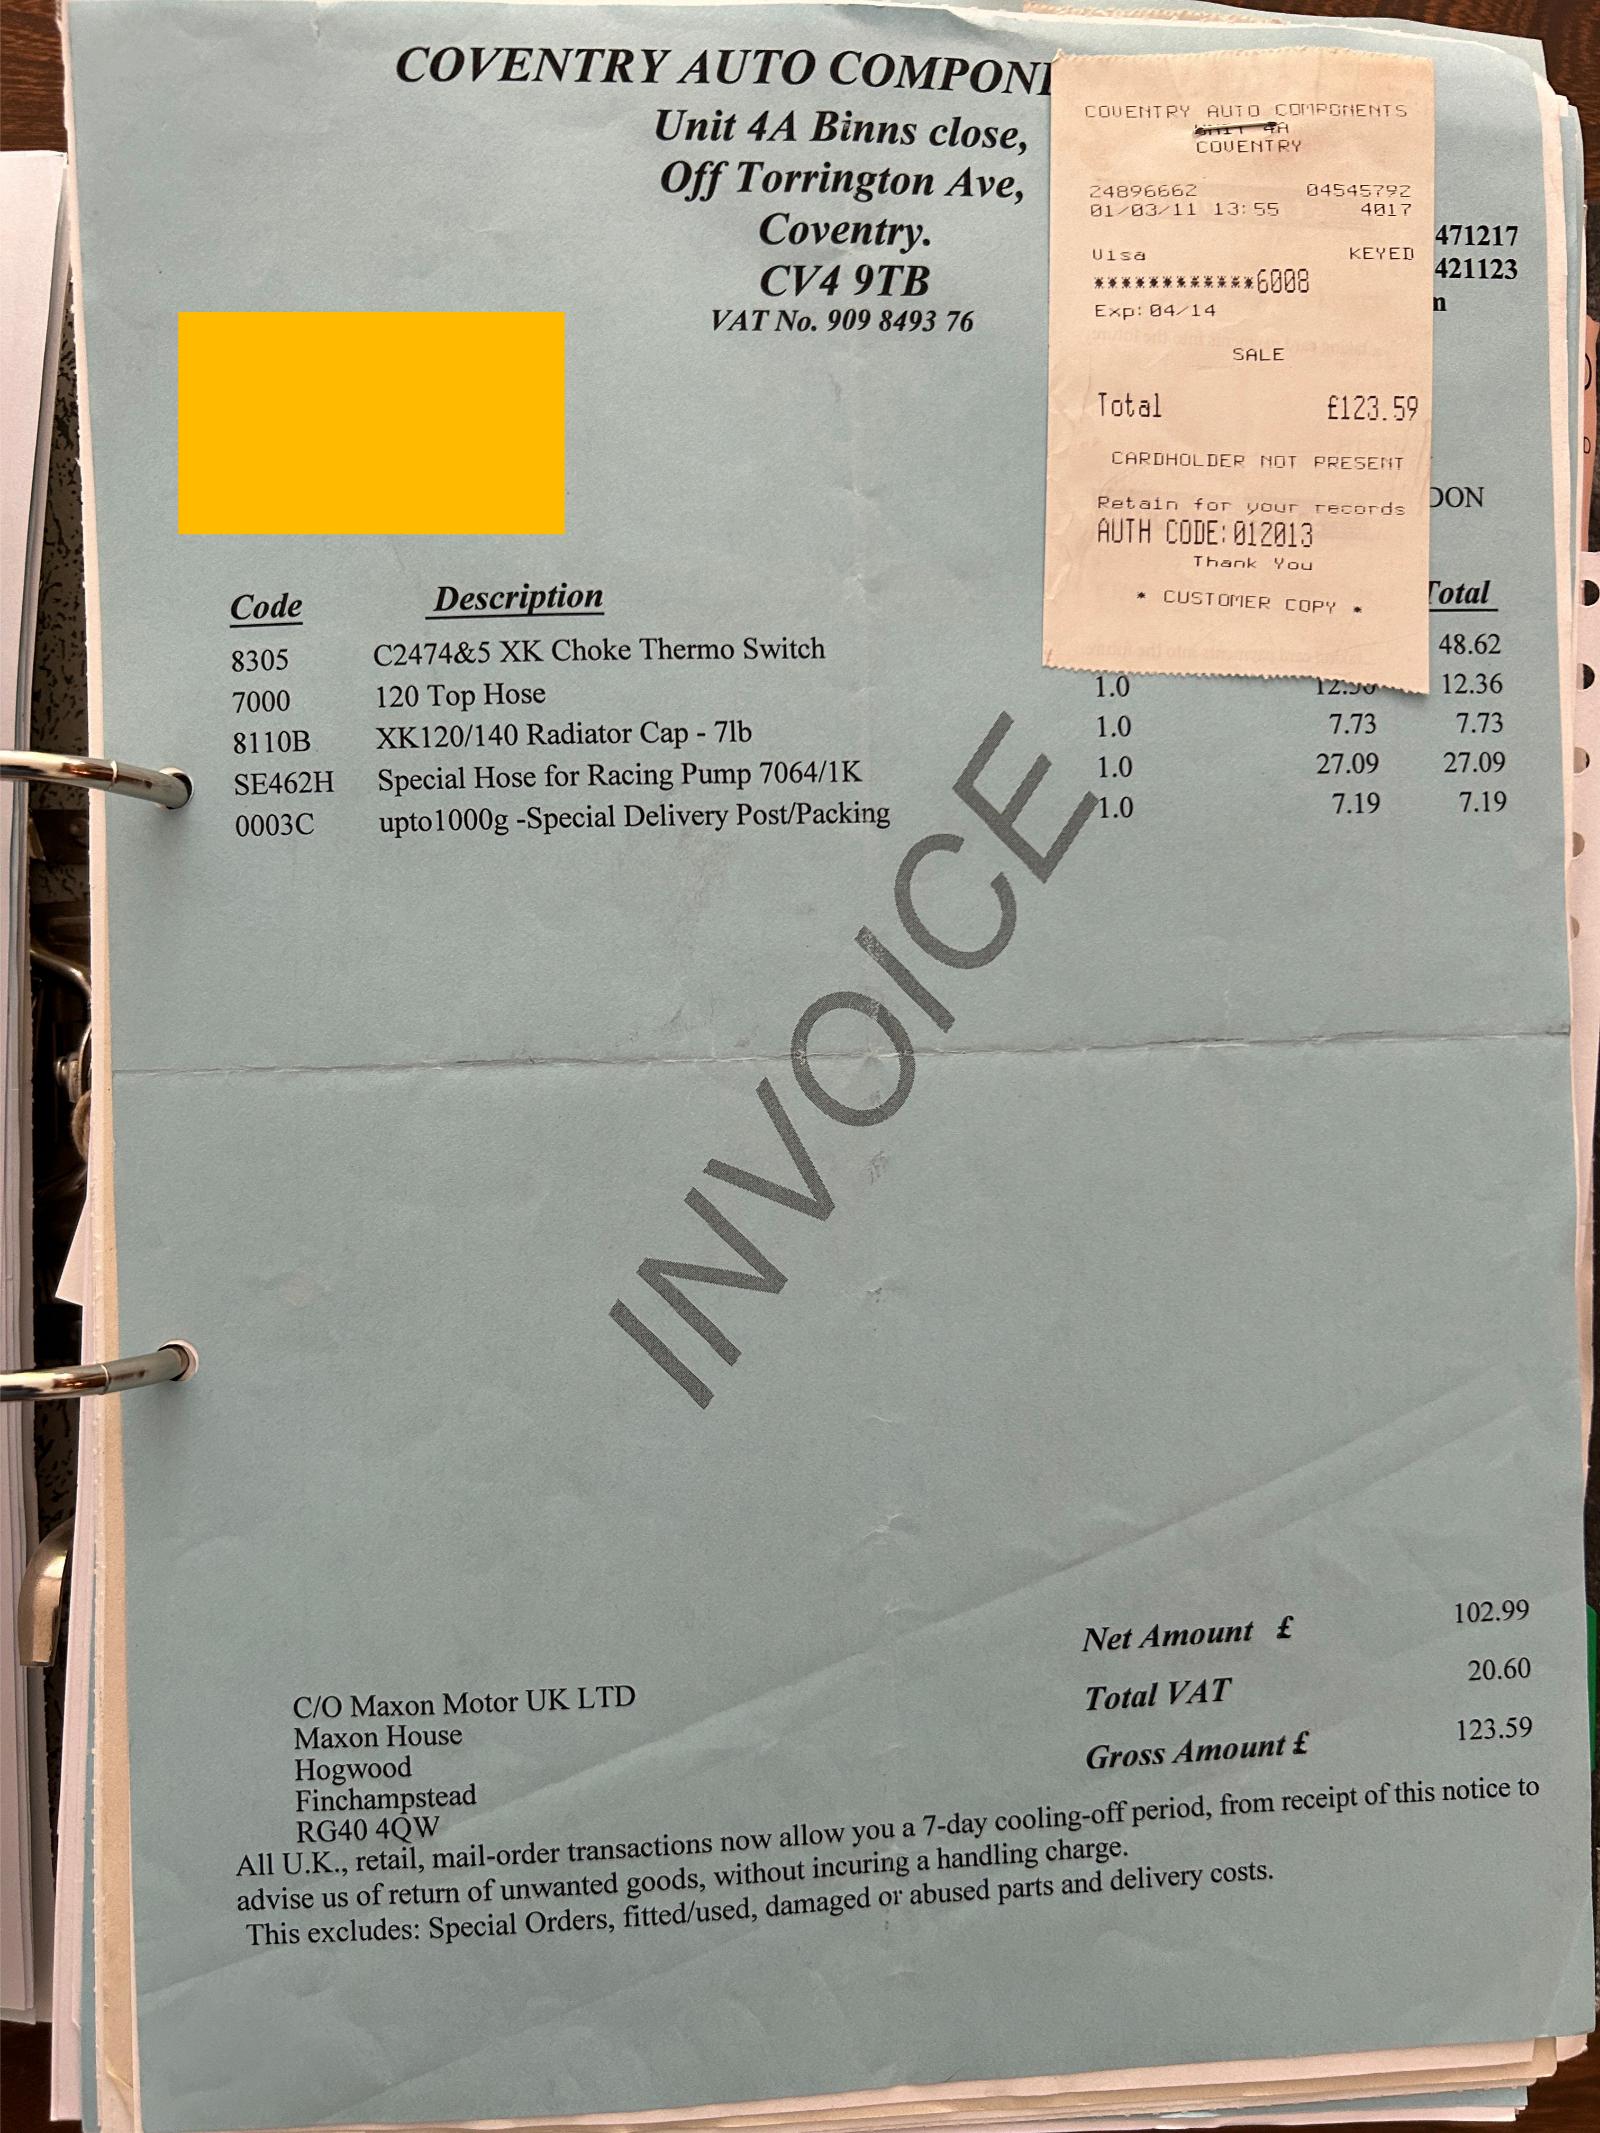 COVENTRY AUTO COMPON
Unit 4A Binns close,
Off Torrington Ave,
Coventry.
CV4 9TB
VAT No. 909 8493 76
471217
421123
m
DON
COVENTRY AUTO COMPONENTS
UNIT 4A
COVENTRY
24896662 04545792
01/03/11 13:55 4017
Visa KEYED
************6008
Exp:04/14
SALE
Total £123.59
CARDHOLDER NOT PRESENT
Retain for your records
AUTH CODE:012013
Thank You
* CUSTOMER COPY *
Code Description Total
8305 C2474&5 XK Choke Thermo Switch 48.62
7000 120 Top Hose 1.0 12.36
8110B XK120/140 Radiator Cap - 7lb 1.0 7.73 7.73
SE462H Special Hose for Racing Pump 7064/1K 1.0 27.09 27.09
0003C upto1000g -Special Delivery Post/Packing 1.0 7.19 7.19
INVOICE
Net Amount £ 102.99
Total VAT 20.60
Gross Amount £ 123.59
C/O Maxon Motor UK LTD
Maxon House
Hogwood
Finchampstead
RG40 4QW
All U.K., retail, mail-order transactions now allow you a 7-day cooling-off period, from receipt of this notice to
advise us of return of unwanted goods, without incuring a handling charge.
This excludes: Special Orders, fitted/used, damaged or abused parts and delivery costs.